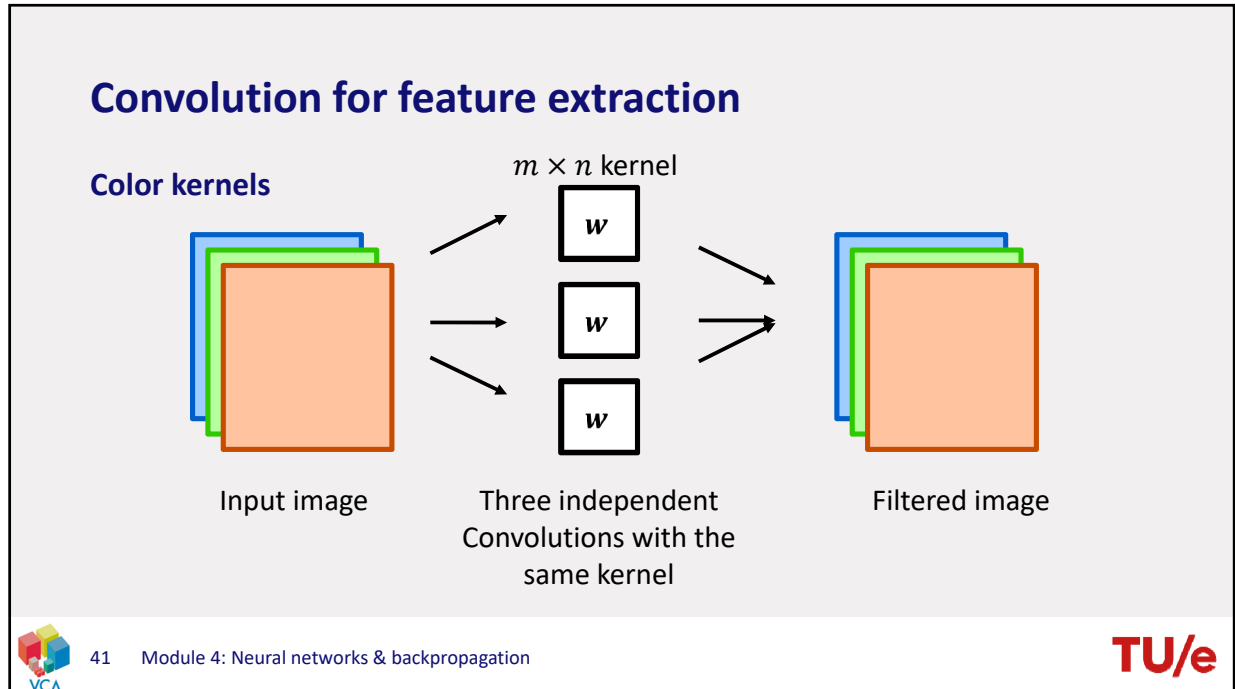 Convolution for feature extraction
Color kernels
m × n kernel
w
w
w
Input image
Three independent
Convolutions with the
same kernel
Filtered image
VCA
41 Module 4: Neural networks & backpropagation
TU/e